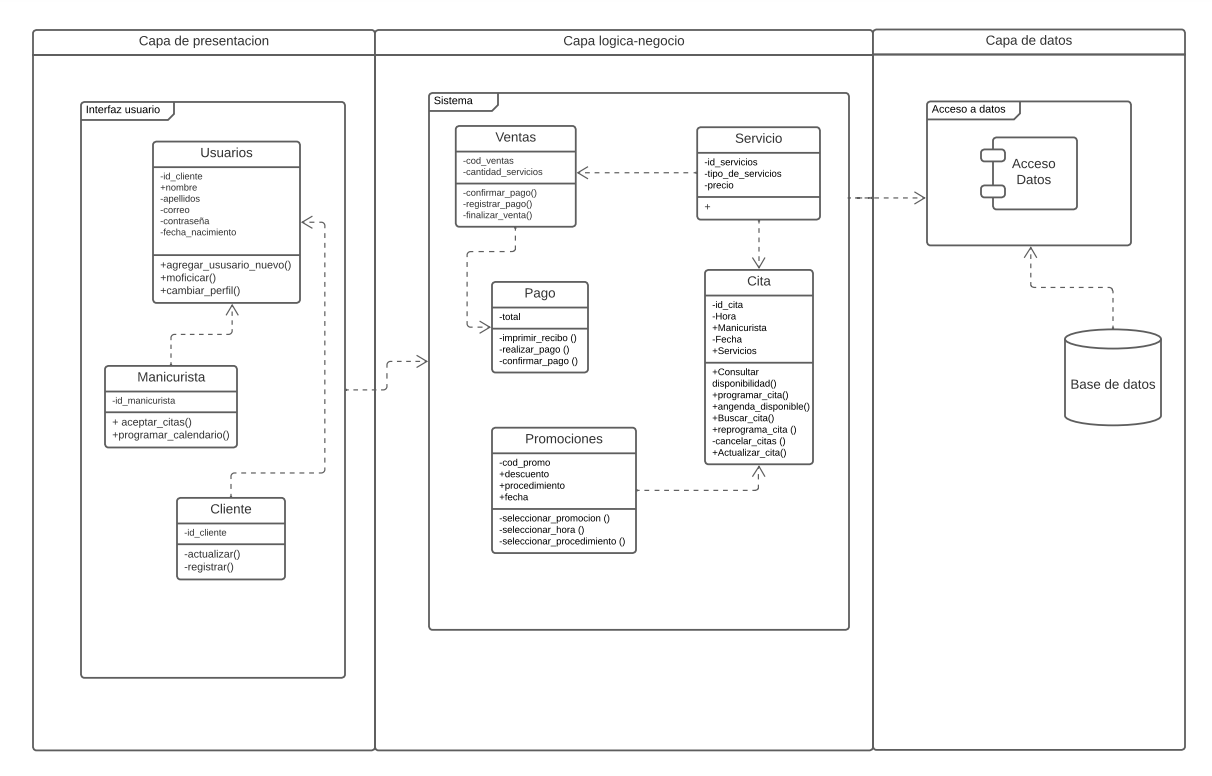 Capa de presentacion
Capa logica-negocio
Capa de datos
Interfaz usuario
Usuarios
-id_cliente
+nombre
-apellidos
-correo
-contraseña
-fecha_nacimiento
+agregar_ususario_nuevo()
+moficicar()
+cambiar_perfil()
Manicurista
-id_manicurista
+ aceptar_citas()
+programar_calendario()
Cliente
-id_cliente
-actualizar()
-registrar()
Sistema
Ventas
-cod_ventas
-cantidad_servicios
-confirmar_pago()
-registrar_pago()
-finalizar_venta()
Servicio
-id_servicios
-tipo_de_servicios
-precio
+
Pago
-total
-imprimir_recibo ()
-realizar_pago ()
-confirmar_pago ()
Cita
-id_cita
-Hora
+Manicurista
-Fecha
+Servicios
+Consultar
disponibilidad()
+programar_cita()
+angenda_disponible()
+Buscar_cita()
+reprograma_cita ()
-cancelar_citas ()
+Actualizar_cita()
Promociones
-cod_promo
+descuento
+procedimiento
+fecha
-seleccionar_promocion ()
-seleccionar_hora ()
-seleccionar_procedimiento ()
Acceso a datos
Acceso
Datos
Base de datos